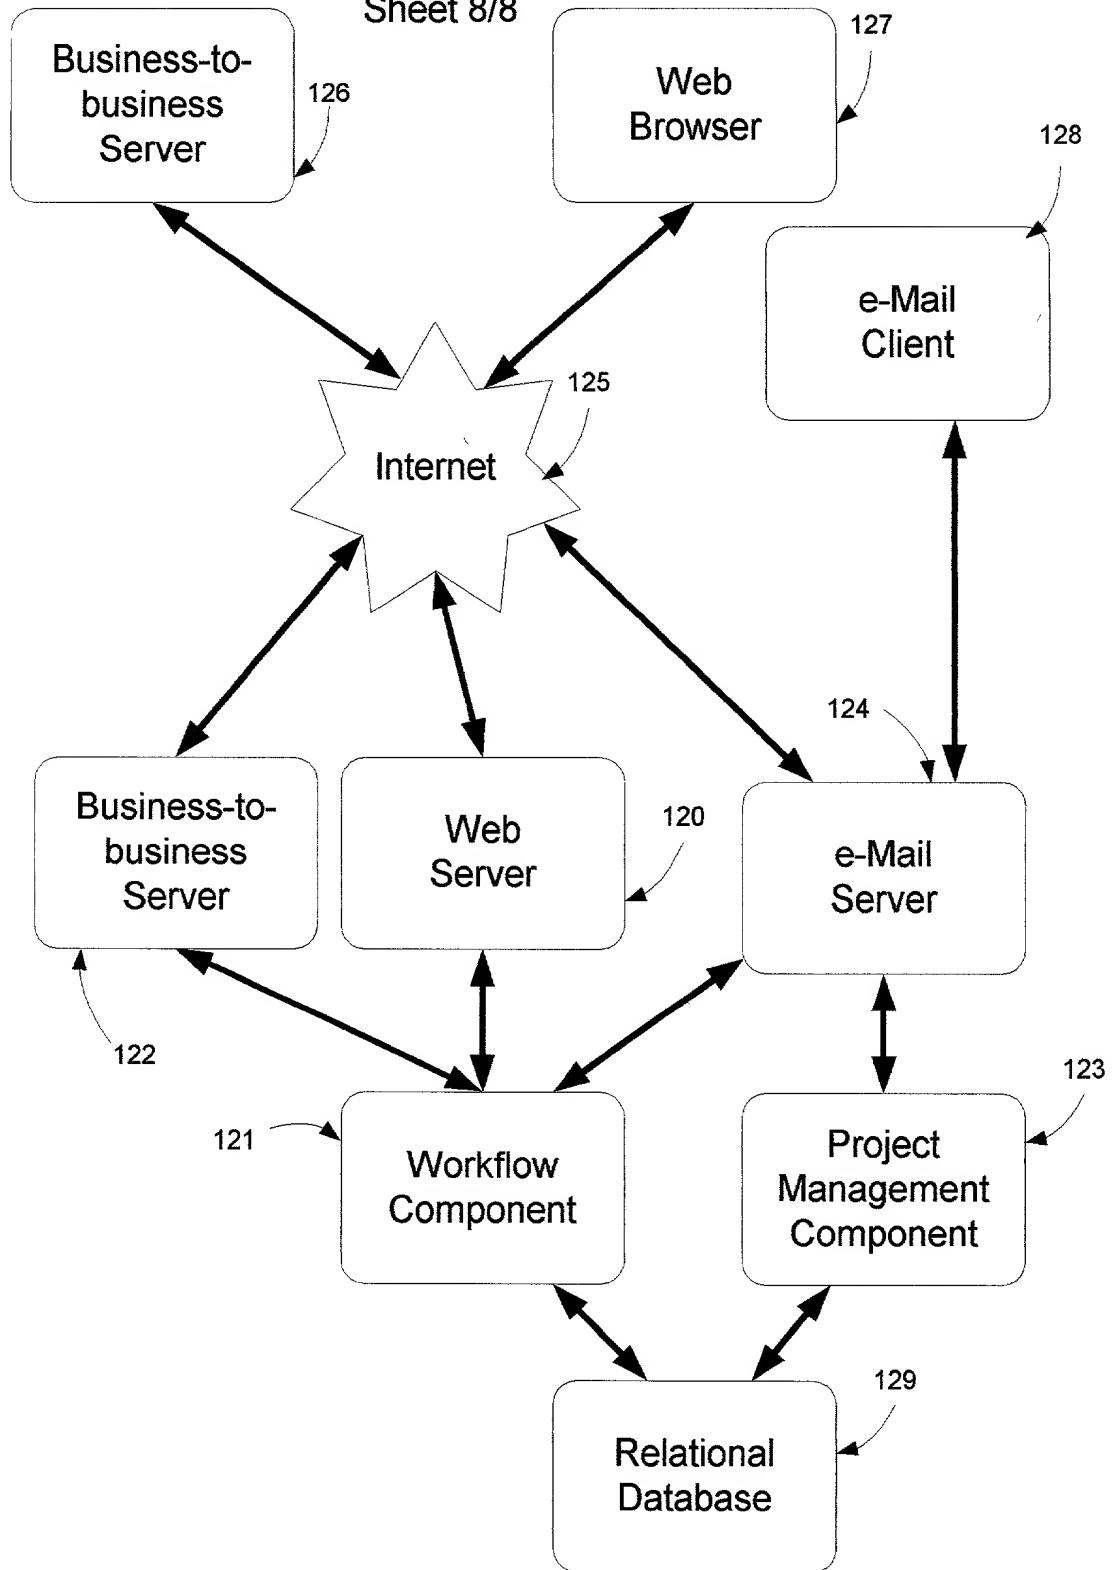 Sheet 8/8
Business-to-
business
Server
126
Web
Browser
127
128
e-Mail
Client
125
Internet
124
Business-to-
business
Server
Web
Server
120
e-Mail
Server
122
123
121
Workflow
Component
Project
Management
Component
129
Relational
Database